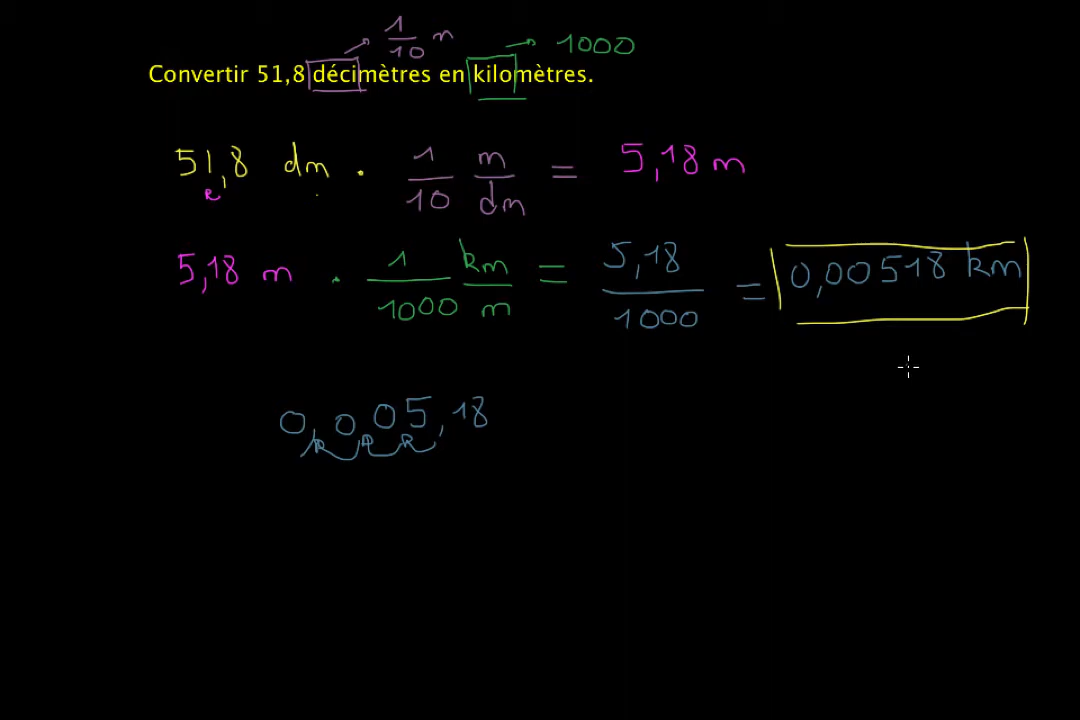 1/10 m
1000
Convertir 51,8 décimètres en kilomètres.
51,8 dm · 1/10 m/dm = 5,18 m
5,18 m · 1/1000 km/m = 5,18/1000 = 0,00518 km
0,005,18